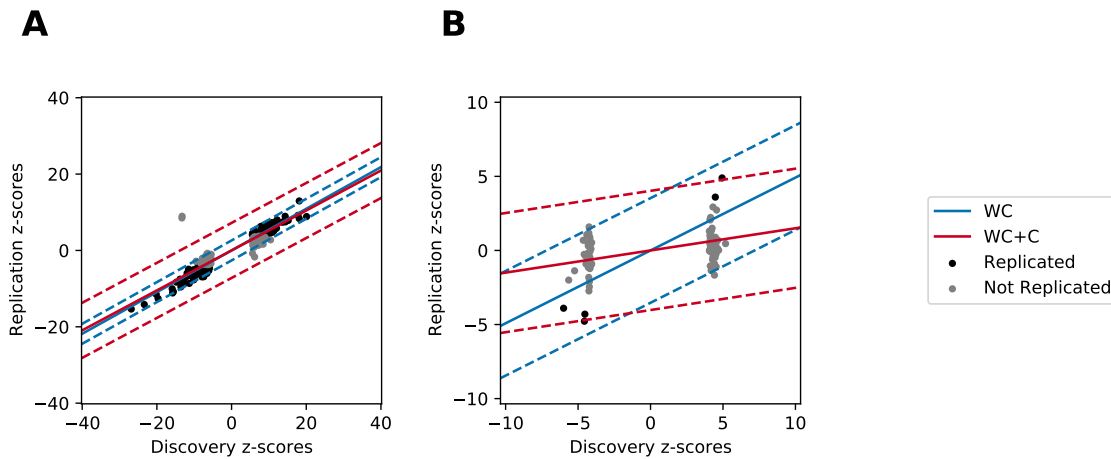 A
B
40
20
0
−20
−40
−40
−20
0
20
40
Replication z-scores
Discovery z-scores
10
5
0
−5
−10
−10
−5
0
5
10
Replication z-scores
Discovery z-scores
WC
WC+C
Replicated
Not Replicated